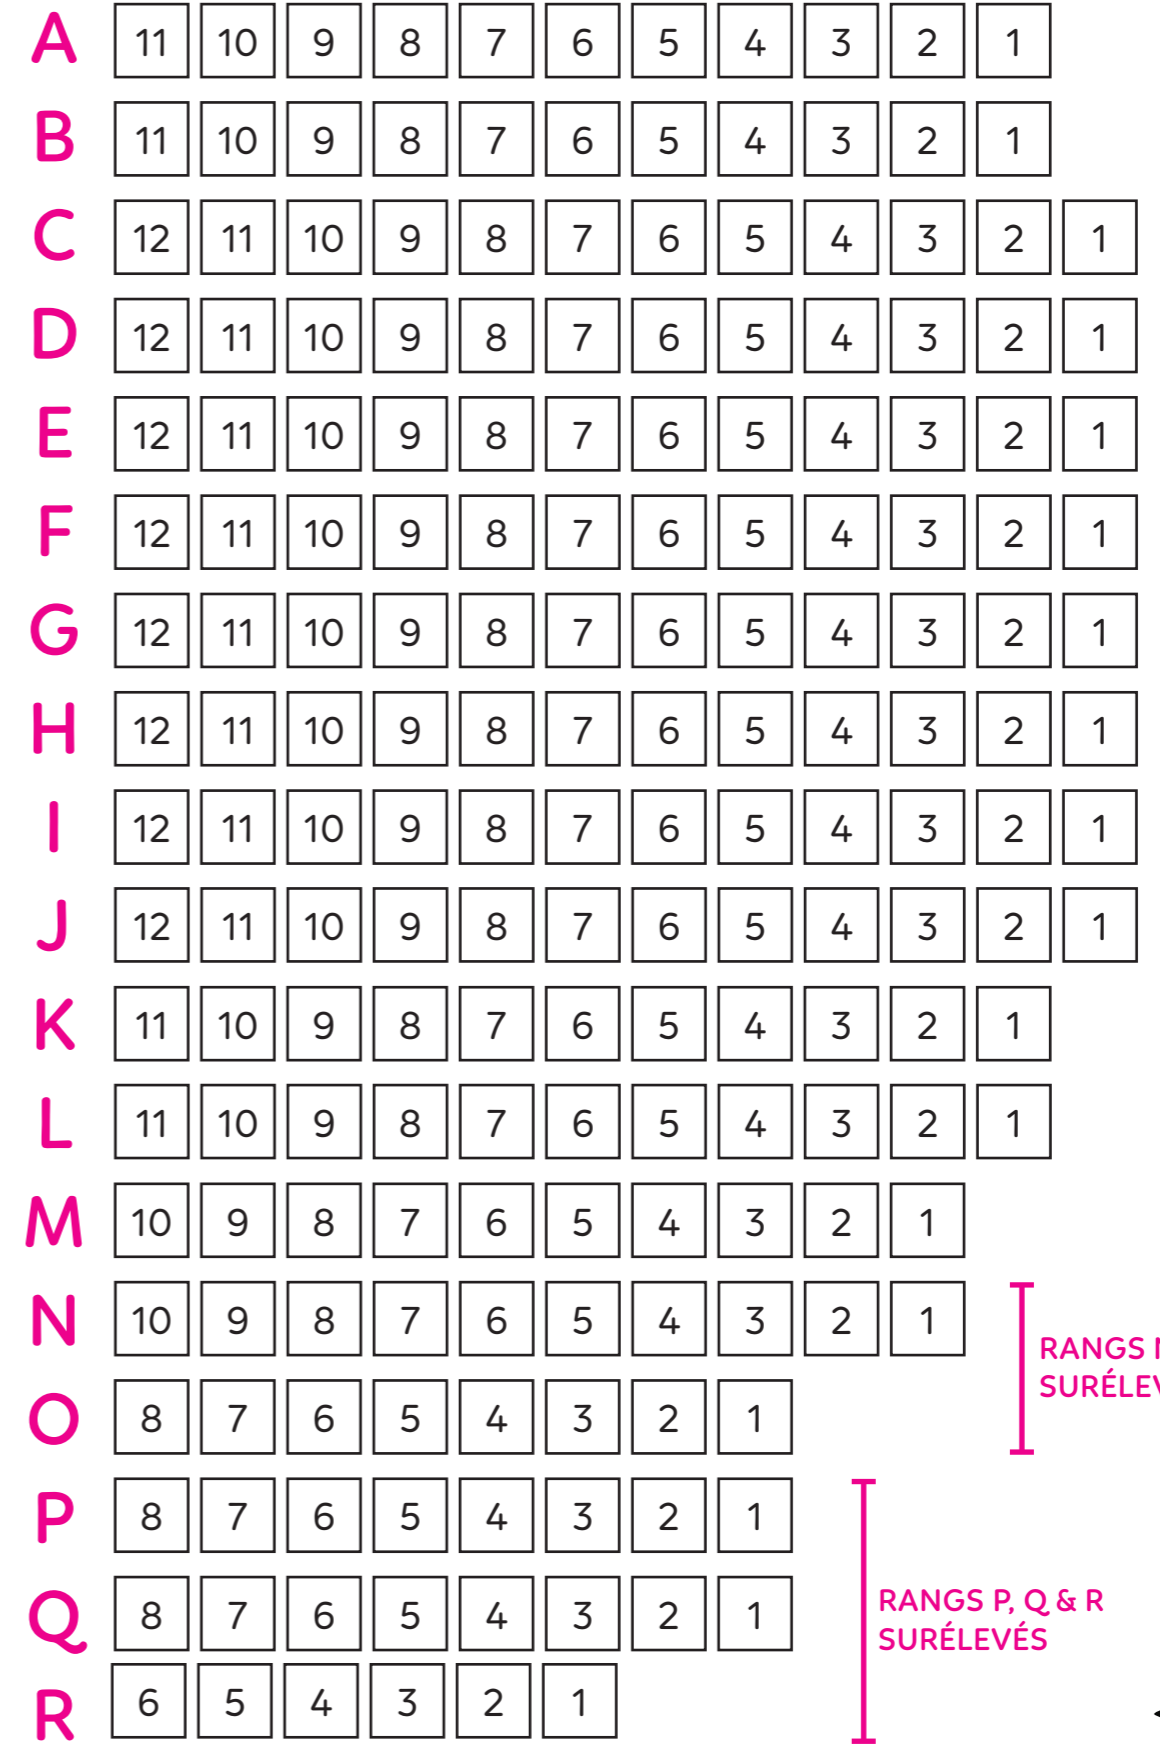 A 11 10 9 8 7 6 5 4 3 2 1
B 11 10 9 8 7 6 5 4 3 2 1
C 12 11 10 9 8 7 6 5 4 3 2 1
D 12 11 10 9 8 7 6 5 4 3 2 1
E 12 11 10 9 8 7 6 5 4 3 2 1
F 12 11 10 9 8 7 6 5 4 3 2 1
G 12 11 10 9 8 7 6 5 4 3 2 1
H 12 11 10 9 8 7 6 5 4 3 2 1
I 12 11 10 9 8 7 6 5 4 3 2 1
J 12 11 10 9 8 7 6 5 4 3 2 1
K 11 10 9 8 7 6 5 4 3 2 1
L 11 10 9 8 7 6 5 4 3 2 1
M 10 9 8 7 6 5 4 3 2 1
N 10 9 8 7 6 5 4 3 2 1
RANGS
O 8 7 6 5 4 3 2 1
P 8 7 6 5 4 3 2 1
Q 8 7 6 5 4 3 2 1
RANGS P, Q & R
SURÉLEVÉS
R 6 5 4 3 2 1